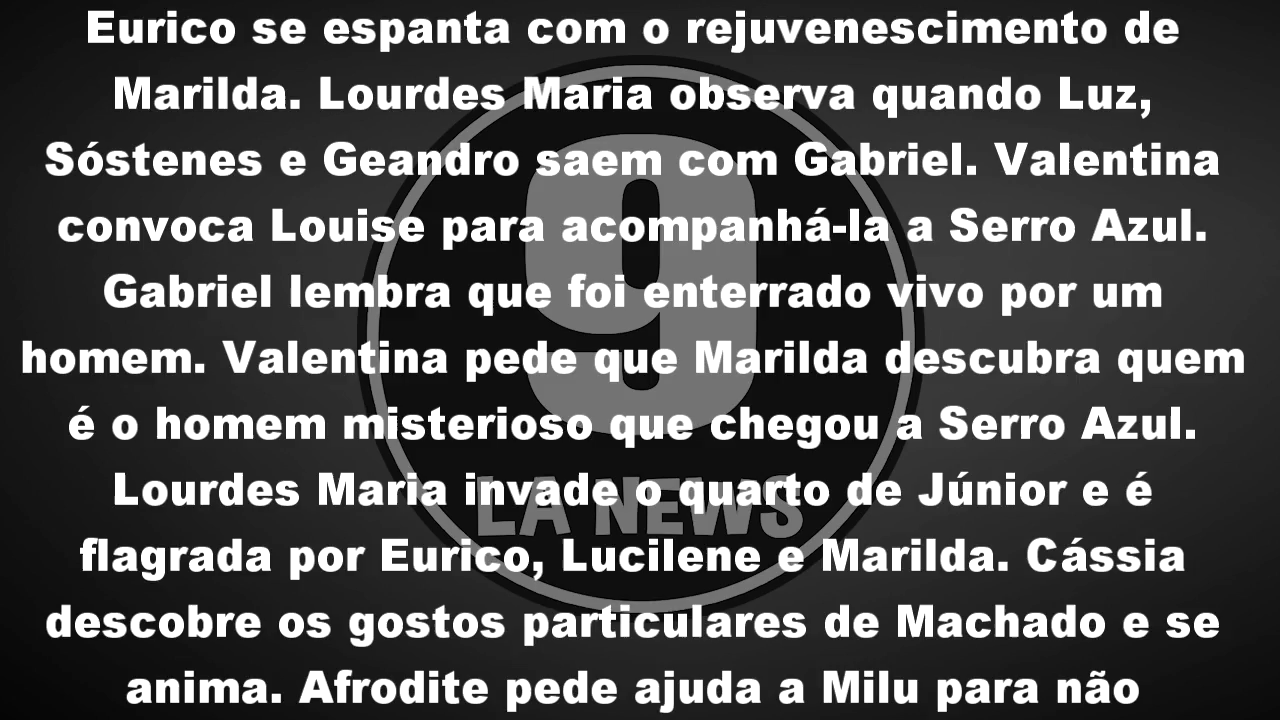 Eurico se espanta com o rejuvenescimento de
Marilda. Lourdes Maria observa quando Luz,
Sóstenes e Geandro saem com Gabriel. Valentina
convoca Louise para acompanhá-la a Serro Azul.
Gabriel lembra que foi enterrado vivo por um
homem. Valentina pede que Marilda descubra quem
é o homem misterioso que chegou a Serro Azul.
Lourdes Maria invade o quarto de Júnior e é
flagrada por Eurico, Lucilene e Marilda. Cássia
descobre os gostos particulares de Machado e se
anima. Afrodite pede ajuda a Milu para não
9
LA NEWS